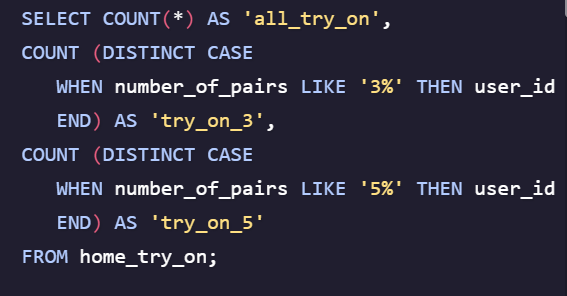 SELECT COUNT(*) AS 'all_try_on',
COUNT (DISTINCT CASE
WHEN number_of_pairs LIKE '3%' THEN user_id
END) AS 'try_on_3',
COUNT (DISTINCT CASE
WHEN number_of_pairs LIKE '5%' THEN user_id
END) AS 'try_on_5'
FROM home_try_on;